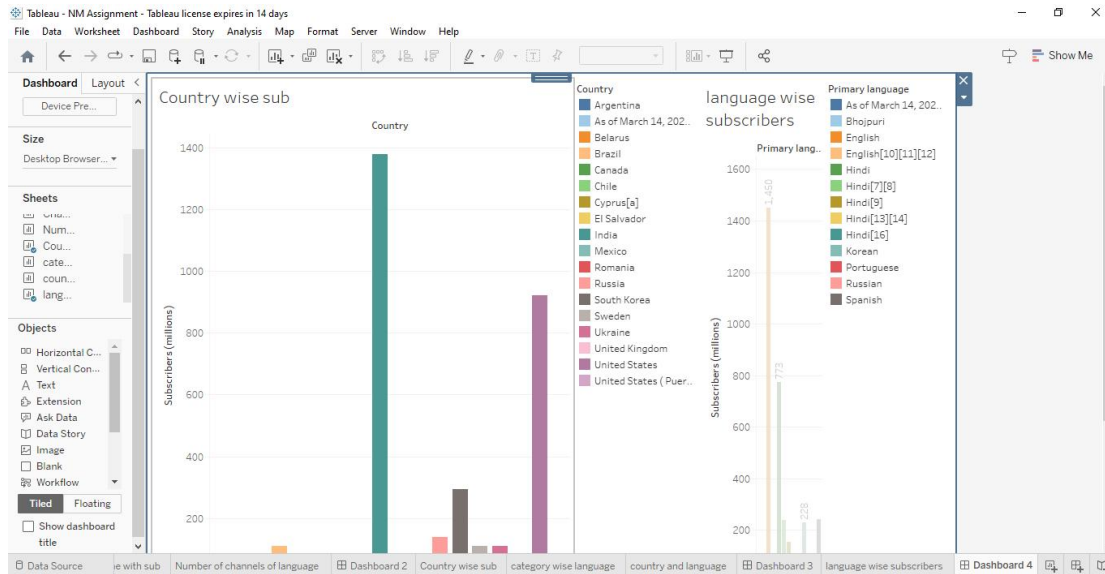 Tableau - NM Assignment - Tableau license expires in 14 days
File Data Worksheet Dashboard Story Analysis Map Format Server Window Help
Show Me
Dashboard Layout
Device Pre...
Size
Desktop Browser...
Sheets
Num...
Cou...
cate...
coun...
lang...
Objects
Horizontal C...
Vertical Con...
A Text
Extension
Ask Data
Data Story
Image
Blank
Workflow
Tiled Floating
Show dashboard
title
Country wise sub
Country
1400
1200
1000
800
600
400
200
Subscribers (millions)
Country
Argentina
As of March 14, 202..
Belarus
Brazil
Canada
Chile
Cyprus[a]
El Salvador
India
Mexico
Romania
Russia
South Korea
Sweden
Ukraine
United Kingdom
United States
United States ( Puer..
language wise
subscribers
Primary lang..
1600
1400
1200
1000
800
600
400
200
Subscribers (millions)
1,450
773
228
Primary language
As of March 14, 202..
Bhojpuri
English
English[10][11][12]
Hindi
Hindi[7][8]
Hindi[9]
Hindi[13][14]
Hindi[16]
Korean
Portuguese
Russian
Spanish
Data Source ie with sub Number of channels of language Dashboard 2 Country wise sub category wise language country and language Dashboard 3 language wise subscribers Dashboard 4